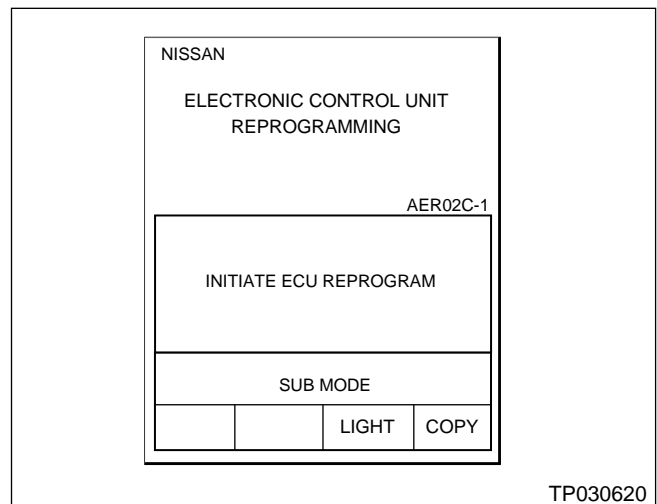 NISSAN
ELECTRONIC CONTROL UNIT
REPROGRAMMING
AER02C-1
INITIATE ECU REPROGRAM
SUB MODE
LIGHT COPY
TP030620